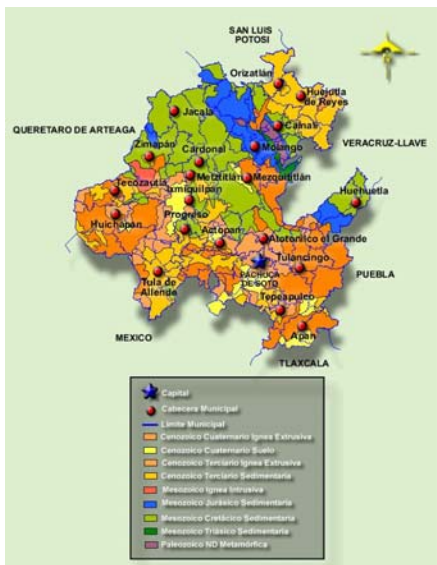 SAN LUIS
POTOSI
Orizatlán
Huejutla
de Reyes
Jacala
QUERETARO DE ARTEAGA
Calnas
VERACRUZ-LLAVE
Zimapán
Cardonal
Molango
Metztitlán
Mezquititlán
Tecozautla
Ixmiquilpan
Huehuetla
Progreso
Huichapan
Actopan
Atotonilco el Grande
Tulancingo
PACHUCA
DE SOTO
PUEBLA
Tula de
Allende
Tepeapulco
MEXICO
Apan
TLAXCALA
Capital
Cabecera Municipal
Limite Municipal
Cenozoico Cuaternario Ignea Extrusiva
Cenozoico Cuaternario Suelo
Cenozoico Terciario Ignea Extrusiva
Cenozoico Terciario Sedimentaria
Mesozoico Ignea Intrusiva
Mesozoico Jurásico Sedimentaria
Mesozoico Cretácico Sedimentaria
Mesozoico Triásico Sedimentaria
Paleozoico ND Metamórfica